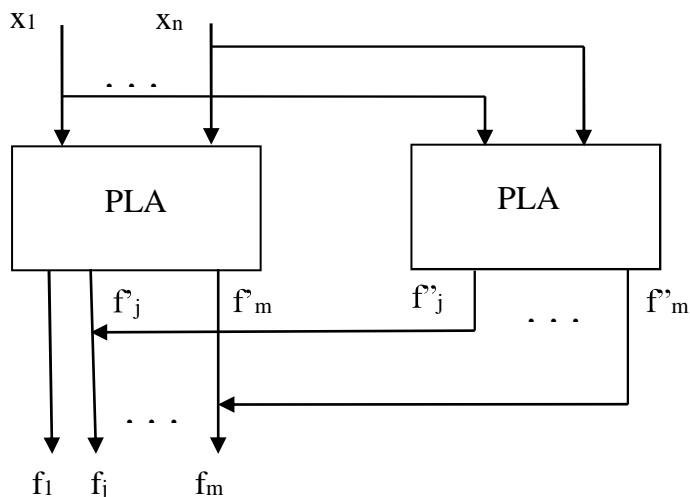 x1 xn
. . .
PLA PLA
f'j f'm f"j f"m
. . .
. . .
f1 fj fm